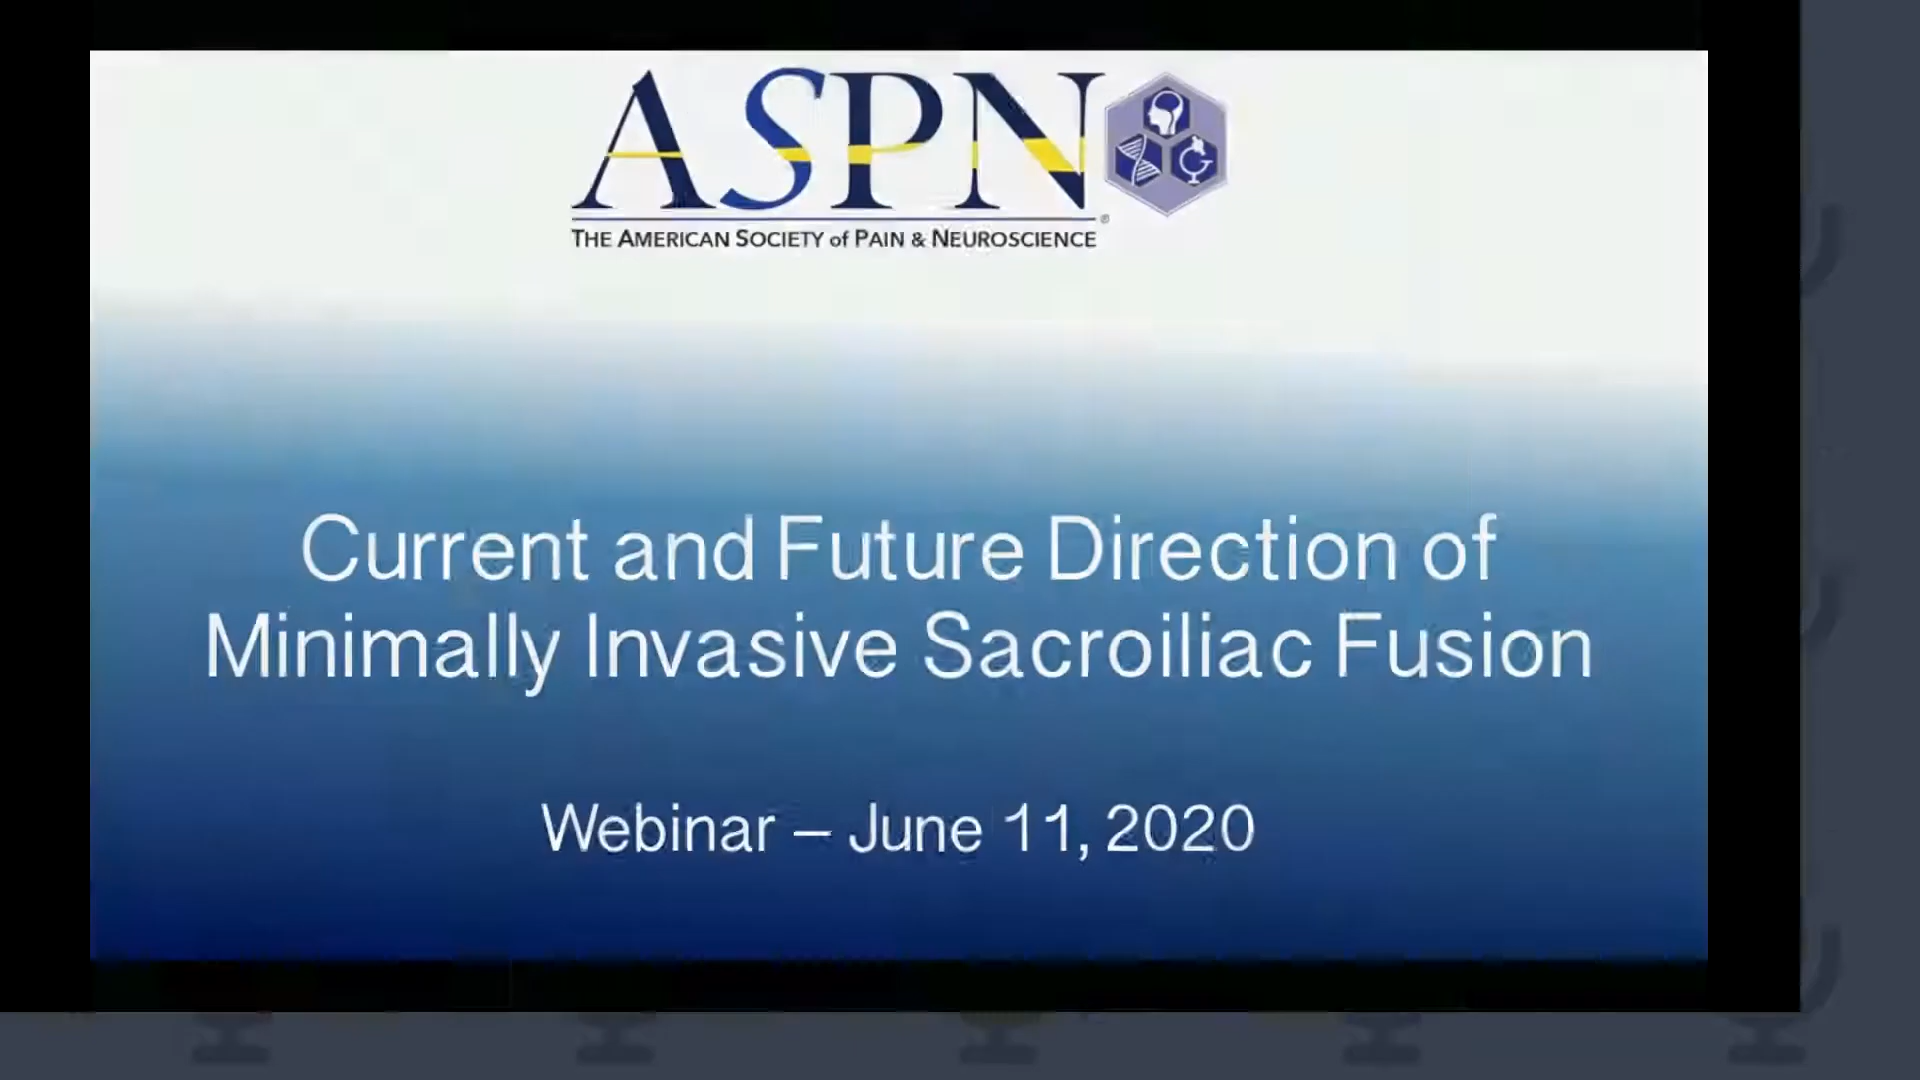 ASPN
THE AMERICAN SOCIETY of PAIN & NEUROSCIENCE
Current and Future Direction of
Minimally Invasive Sacroiliac Fusion
Webinar – June 11, 2020